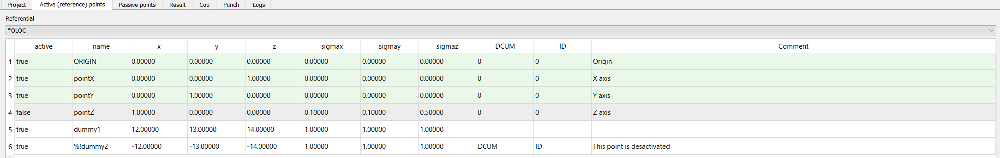 Project Active (reference) points Passive points Result Coo Punch Logs
Referential
*OLOC
active name x y z sigmax sigmay sigmaz DCUM ID Comment
1 true ORIGIN 0.00000 0.00000 0.00000 0.00000 0.00000 0.00000 0 0 Origin
2 true pointX 0.00000 0.00000 1.00000 0.00000 0.00000 0.00000 0 0 X axis
3 true pointY 0.00000 1.00000 0.00000 0.00000 0.00000 0.00000 0 0 Y axis
4 false pointZ 1.00000 0.00000 0.00000 0.10000 0.10000 0.50000 0 0 Z axis
5 true dummy1 12.00000 13.00000 14.00000 1.00000 1.00000 1.00000
6 true %!dummy2 -12.00000 -13.00000 -14.00000 1.00000 1.00000 1.00000 DCUM ID This point is desactivated